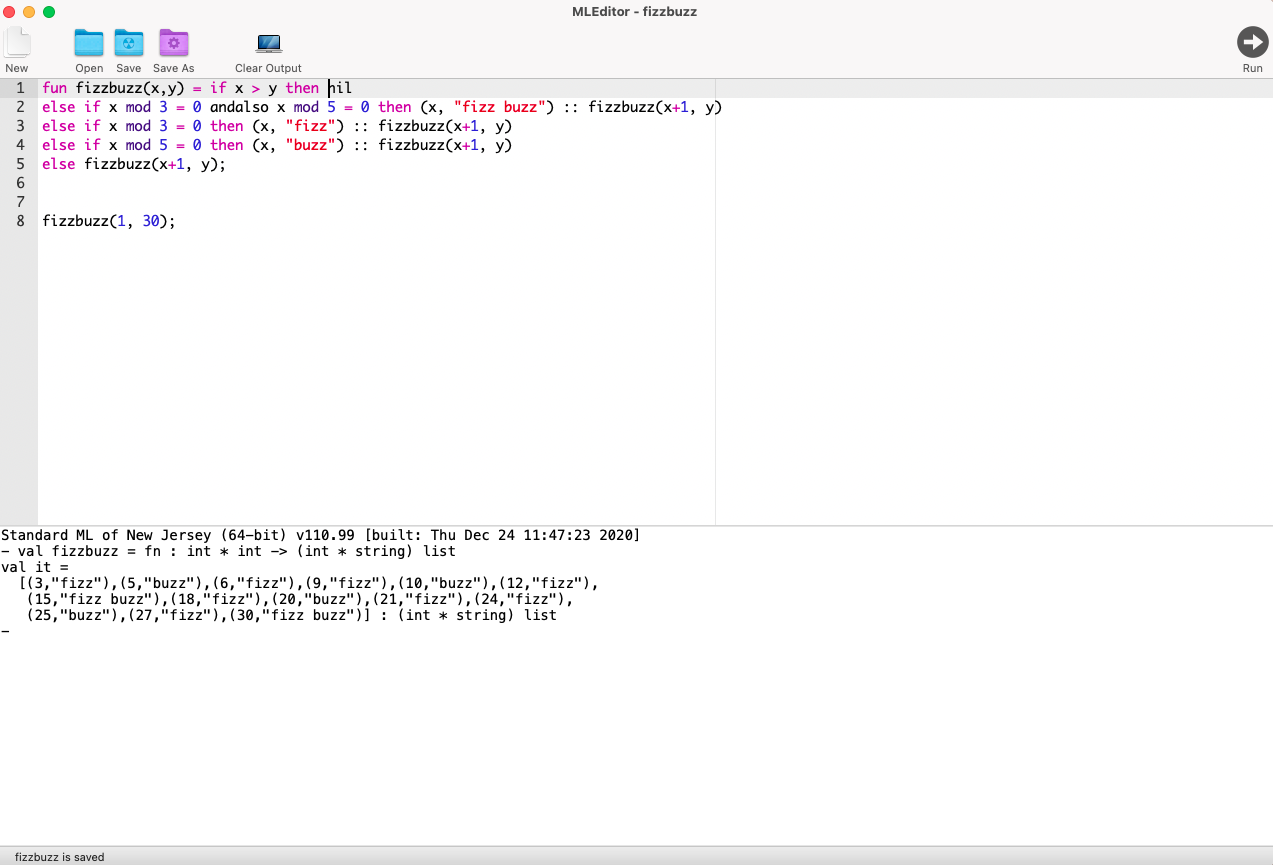 MLEditor - fizzbuzz
New Open Save Save As Clear Output Run
1 fun fizzbuzz(x,y) = if x > y then nil
2 else if x mod 3 = 0 andalso x mod 5 = 0 then (x, "fizz buzz") :: fizzbuzz(x+1, y)
3 else if x mod 3 = 0 then (x, "fizz") :: fizzbuzz(x+1, y)
4 else if x mod 5 = 0 then (x, "buzz") :: fizzbuzz(x+1, y)
5 else fizzbuzz(x+1, y);
6
7
8 fizzbuzz(1, 30);
Standard ML of New Jersey (64-bit) v110.99 [built: Thu Dec 24 11:47:23 2020]
- val fizzbuzz = fn : int * int -> (int * string) list
val it =
[(3,"fizz"),(5,"buzz"),(6,"fizz"),(9,"fizz"),(10,"buzz"),(12,"fizz"),
(15,"fizz buzz"),(18,"fizz"),(20,"buzz"),(21,"fizz"),(24,"fizz"),
(25,"buzz"),(27,"fizz"),(30,"fizz buzz")] : (int * string) list
-
fizzbuzz is saved